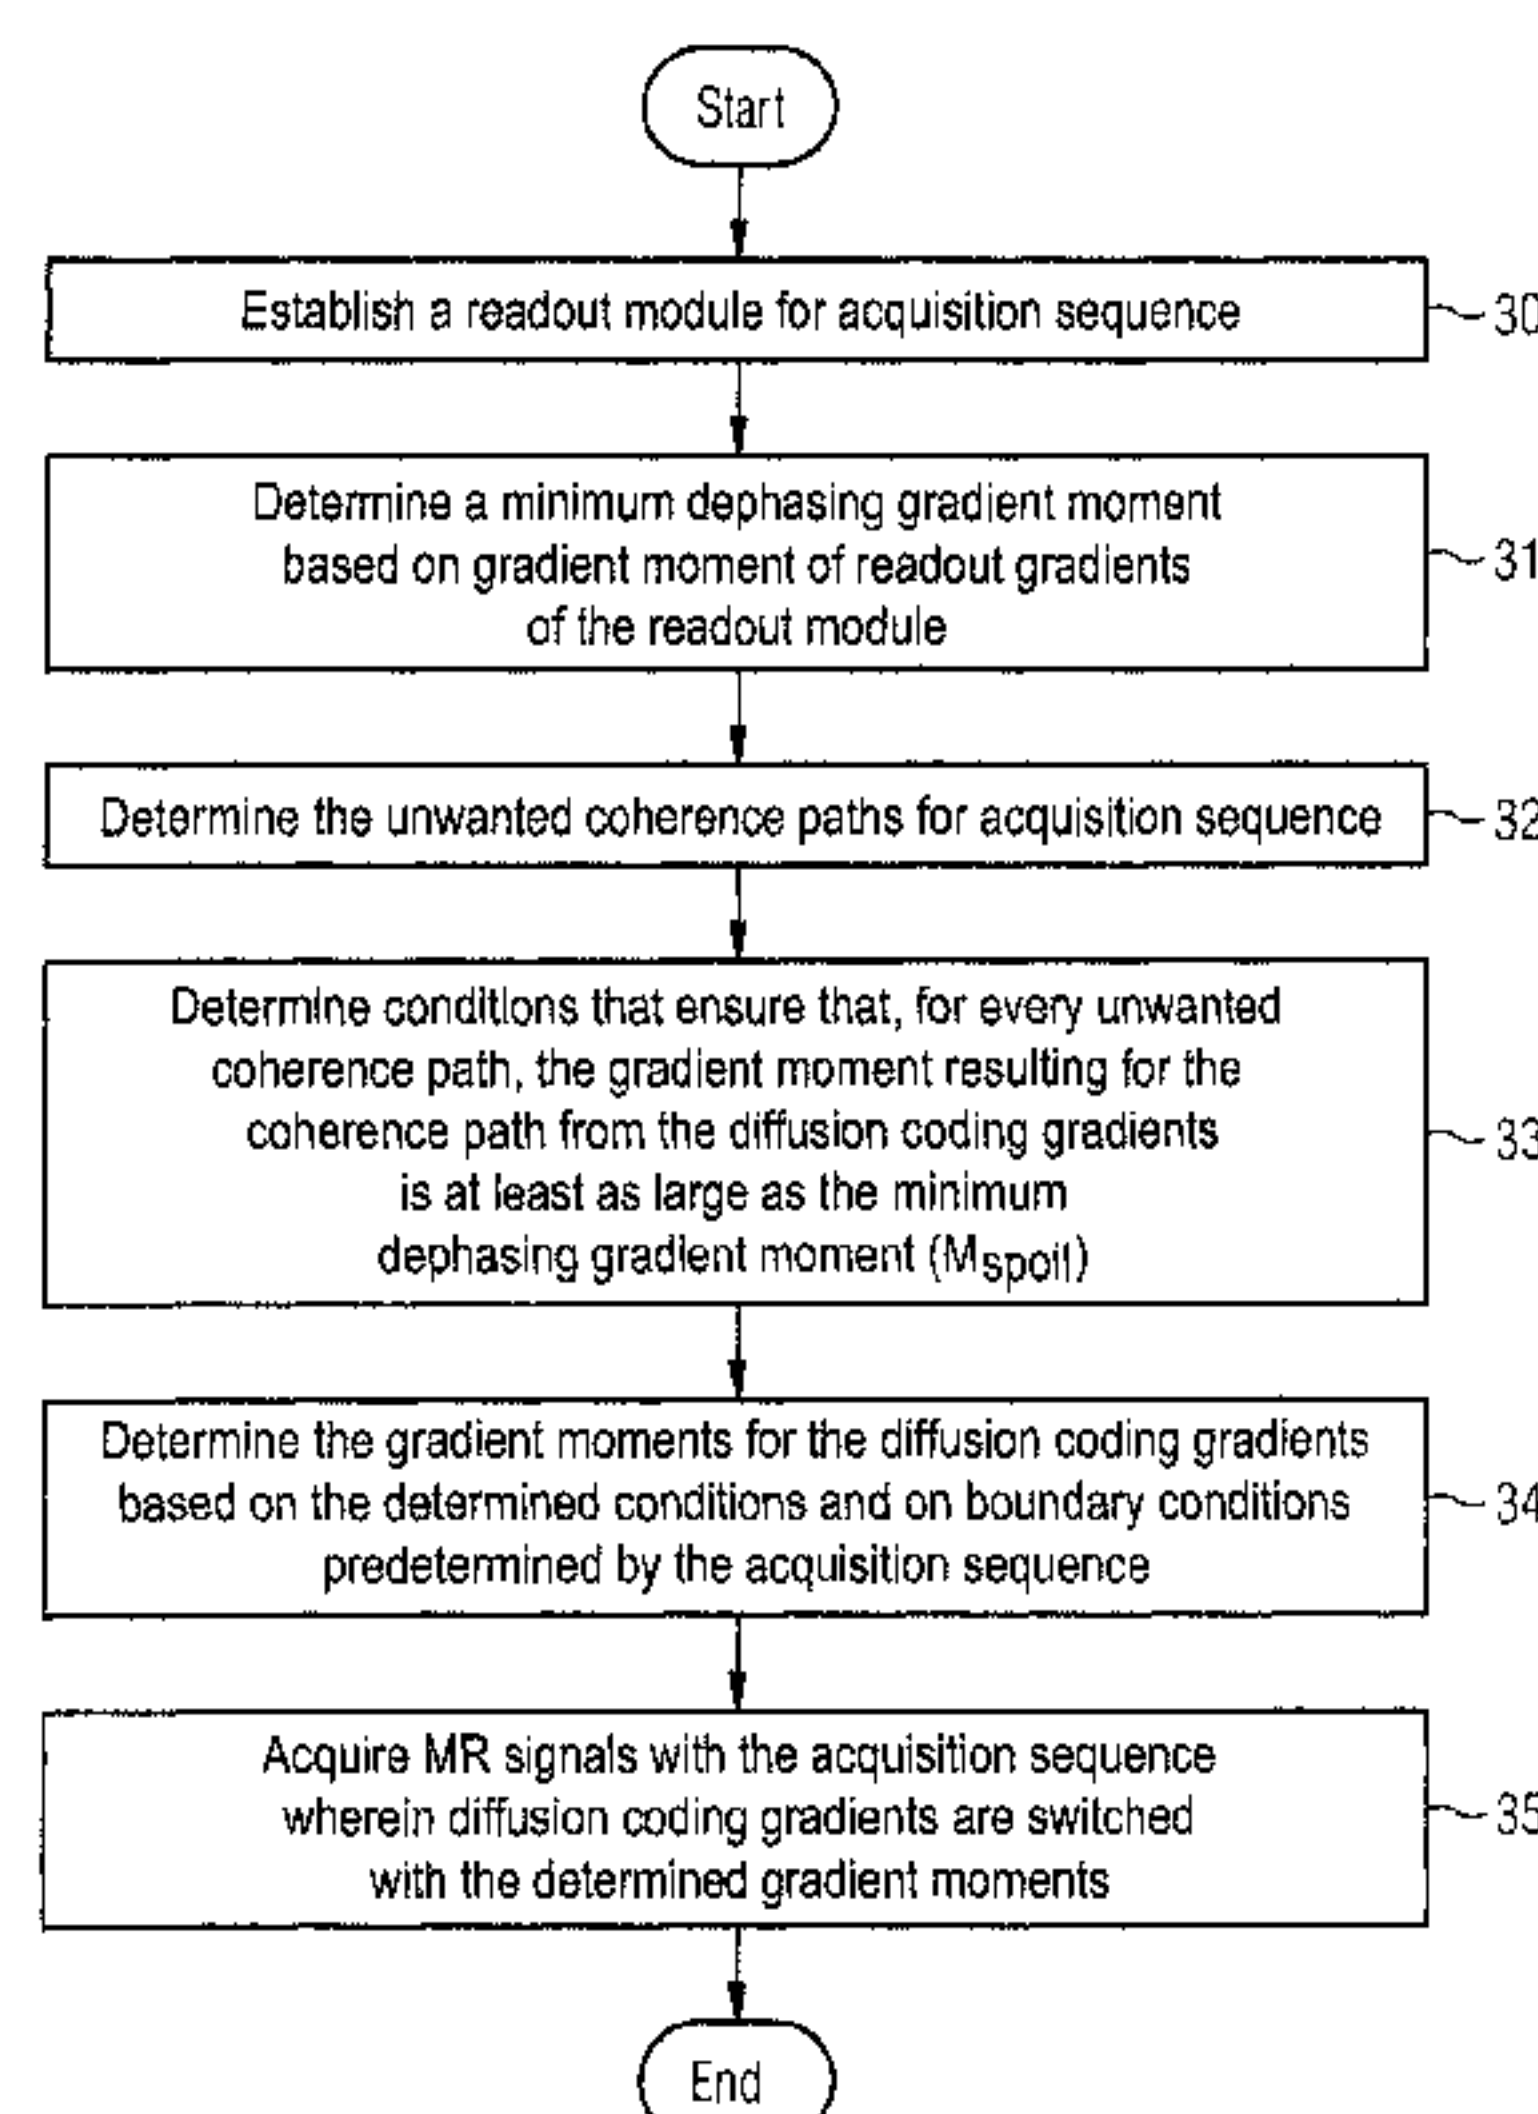 Start
Establish a readout module for acquisition sequence
30
Determine a minimum dephasing gradient moment
based on gradient moment of readout gradients
of the readout module
31
Determine the unwanted coherence paths for acquisition sequence
32
Determine conditions that ensure that, for every unwanted
coherence path, the gradient moment resulting for the
coherence path from the diffusion coding gradients
is at least as large as the minimum
dephasing gradient moment (Mspoil)
33
Determine the gradient moments for the diffusion coding gradients
based on the determined conditions and on boundary conditions
predetermined by the acquisition sequence
34
Acquire MR signals with the acquisition sequence
wherein diffusion coding gradients are switched
with the determined gradient moments
35
End